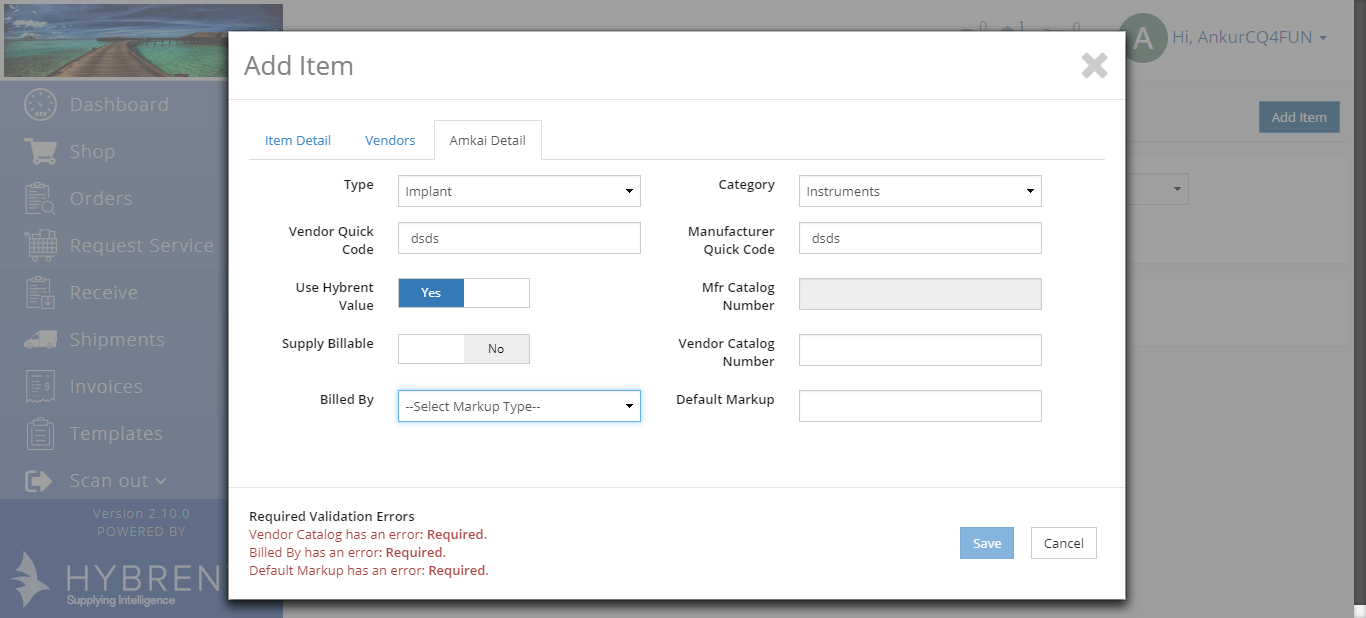 0 1 0
A Hi, AnkurCQ4FUN
Add Item
Add Item
Dashboard
Shop
Orders
Request Service
Receive
Shipments
Invoices
Templates
Scan out
Version 2.10.0
POWERED BY
HYBREN
Supplying Intelligence
Item Detail Vendors Amkai Detail
Type Implant Category Instruments
Vendor Quick
Code
dsds
Manufacturer
Quick Code
dsds
Use Hybrent
Value
Yes
Mfr Catalog
Number
Supply Billable No
Vendor Catalog
Number
Billed By --Select Markup Type-- Default Markup
Required Validation Errors
Vendor Catalog has an error: Required.
Billed By has an error: Required.
Default Markup has an error: Required.
Save Cancel